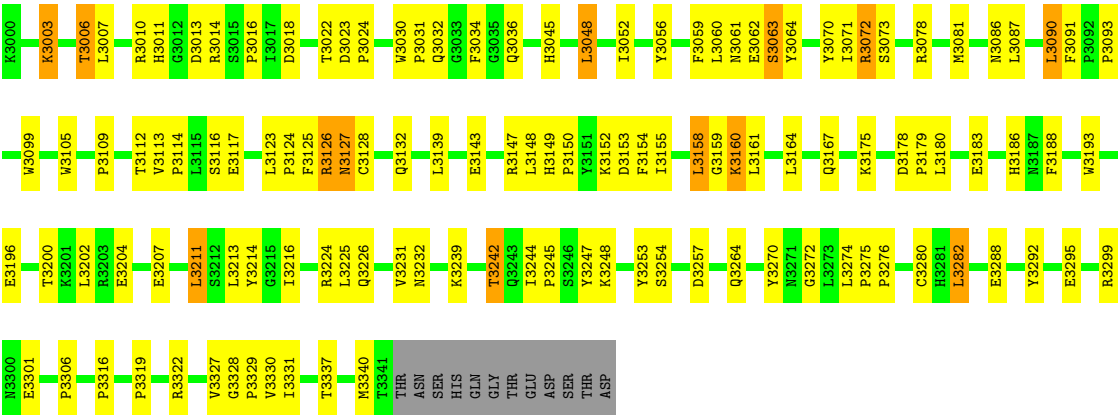 K3000 K3003 T3006 L3007 R3010 H3011 G3012 D3013 R3014 S3015 P3016 I3017 D3018 T3022 D3023 P3024 W3030 P3031 Q3032 G3033 F3034 G3035 Q3036 H3045 L3048 I3052 Y3056 F3059 L3060 N3061 E3062 S3063 Y3064 Y3070 I3071 R3072 S3073 R3078 M3081 N3086 L3087 L3090 F3091 P3092 P3093
W3099 W3105 P3109 T3112 V3113 P3114 L3115 S3116 E3117 L3123 P3124 F3125 R3126 N3127 C3128 Q3132 L3139 E3143 R3147 L3148 H3149 P3150 Y3151 K3152 D3153 F3154 I3155 L3158 G3159 K3160 L3161 L3164 Q3167 K3175 D3178 P3179 L3180 E3183 H3186 N3187 F3188 W3193
E3196 T3200 K3201 L3202 R3203 E3204 E3207 L3211 S3212 L3213 Y3214 G3215 I3216 R3224 L3225 Q3226 V3231 N3232 K3239 T3242 Q3243 I3244 P3245 S3246 Y3247 K3248 Y3253 S3254 D3257 Q3264 Y3270 N3271 G3272 L3273 L3274 P3275 P3276 C3280 H3281 L3282 E3288 Y3292 E3295 R3299
N3300 E3301 P3306 P3316 P3319 R3322 V3327 G3328 P3329 V3330 I3331 T3337 M3340 T3341 THR ASN SER HIS GLN GLY THR GLU ASP SER THR ASP